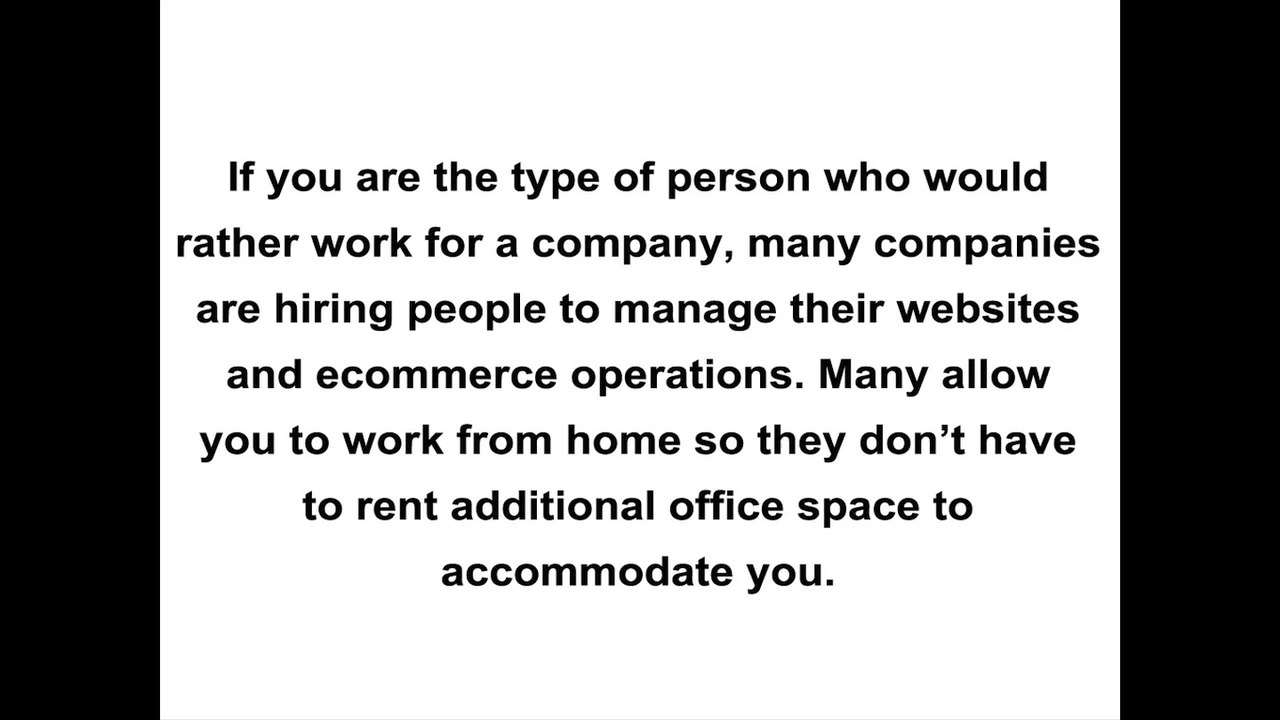 If you are the type of person who would
rather work for a company, many companies
are hiring people to manage their websites
and ecommerce operations. Many allow
you to work from home so they don’t have
to rent additional office space to
accommodate you.